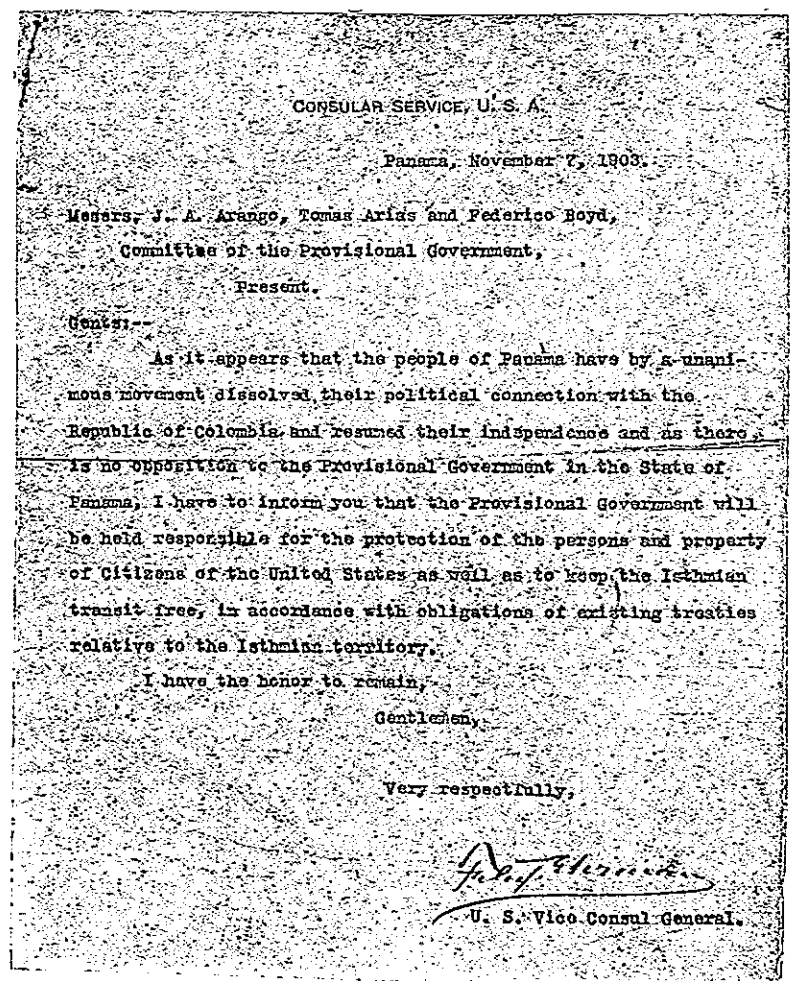 CONSULAR SERVICE, U. S. A.
Panama, November 7, 1903.
Messrs. J. A. Arango, Tomas Arias and Federico Boyd,
Committee of the Provisional Government,
Present.
Gents:--
As it appears that the people of Panama have by a unani-
mous movement dissolved their political connection with the
Republic of Colombia and resumed their independence and as there
is no opposition to the Provisional Government in the State of
Panama, I have to inform you that the Provisional Government will
be held responsible for the protection of the persons and property
of Citizens of the United States as well as to keep the Isthmian
transit free, in accordance with obligations of existing treaties
relative to the Isthmian territory.
I have the honor to remain,
Gentlemen,
Very respectfully,
U. S. Vice Consul General.